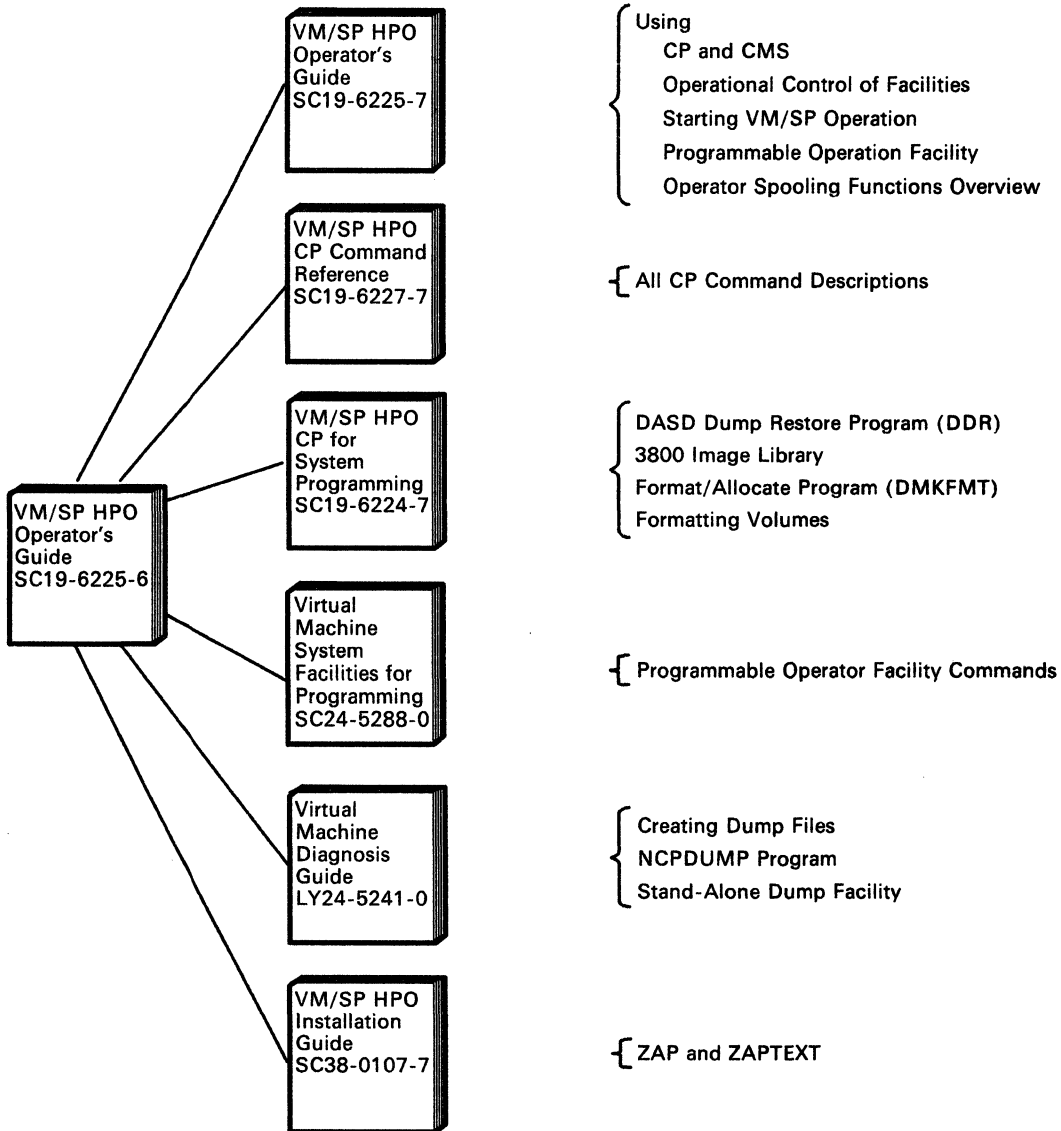 VM/SP HPO
Operator's
Guide
SC19-6225-7
Using
CP and CMS
Operational Control of Facilities
Starting VM/SP Operation
Programmable Operation Facility
Operator Spooling Functions Overview
VM/SP HPO
CP Command
Reference
SC19-6227-7
All CP Command Descriptions
VM/SP HPO
CP for
System
Programming
SC19-6224-7
DASD Dump Restore Program (DDR)
3800 Image Library
Format/Allocate Program (DMKFMT)
Formatting Volumes
VM/SP HPO
Operator's
Guide
SC19-6225-6
Virtual
Machine
System
Facilities for
Programming
SC24-5288-0
Programmable Operator Facility Commands
Virtual
Machine
Diagnosis
Guide
LY24-5241-0
Creating Dump Files
NCPDUMP Program
Stand-Alone Dump Facility
VM/SP HPO
Installation
Guide
SC38-0107-7
ZAP and ZAPTEXT